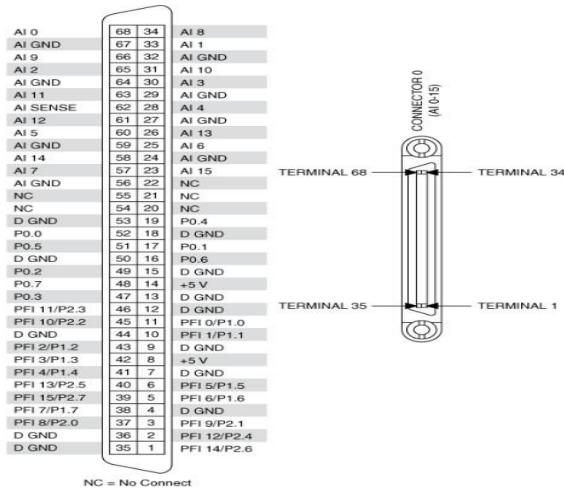 AI 0 68 34 AI 8
AI GND 67 33 AI 1
AI 9 66 32 AI GND
AI 2 65 31 AI 10
AI GND 64 30 AI 3
AI 11 63 29 AI GND
AI SENSE 62 28 AI 4
AI 12 61 27 AI GND
AI 5 60 26 AI 13
AI GND 59 25 AI 6
AI 14 58 24 AI GND
AI 7 57 23 AI 15
AI GND 56 22 NC
NC 55 21 NC
NC 54 20 NC
D GND 53 19 P0.4
P0.0 52 18 D GND
P0.5 51 17 P0.1
D GND 50 16 P0.6
P0.2 49 15 D GND
P0.7 48 14 +5 V
P0.3 47 13 D GND
PFI 11/P2.3 46 12 D GND
PFI 10/P2.2 45 11 PFI 0/P1.0
D GND 44 10 PFI 1/P1.1
PFI 2/P1.2 43 9 D GND
PFI 3/P1.3 42 8 +5 V
PFI 4/P1.4 41 7 D GND
PFI 13/P2.5 40 6 PFI 5/P1.5
PFI 15/P2.7 39 5 PFI 6/P1.6
PFI 7/P1.7 38 4 D GND
PFI 8/P2.0 37 3 PFI 9/P2.1
D GND 36 2 PFI 12/P2.4
D GND 35 1 PFI 14/P2.6
NC = No Connect
CONNECTOR 0
(AI 0-15)
TERMINAL 68 TERMINAL 34
TERMINAL 35 TERMINAL 1